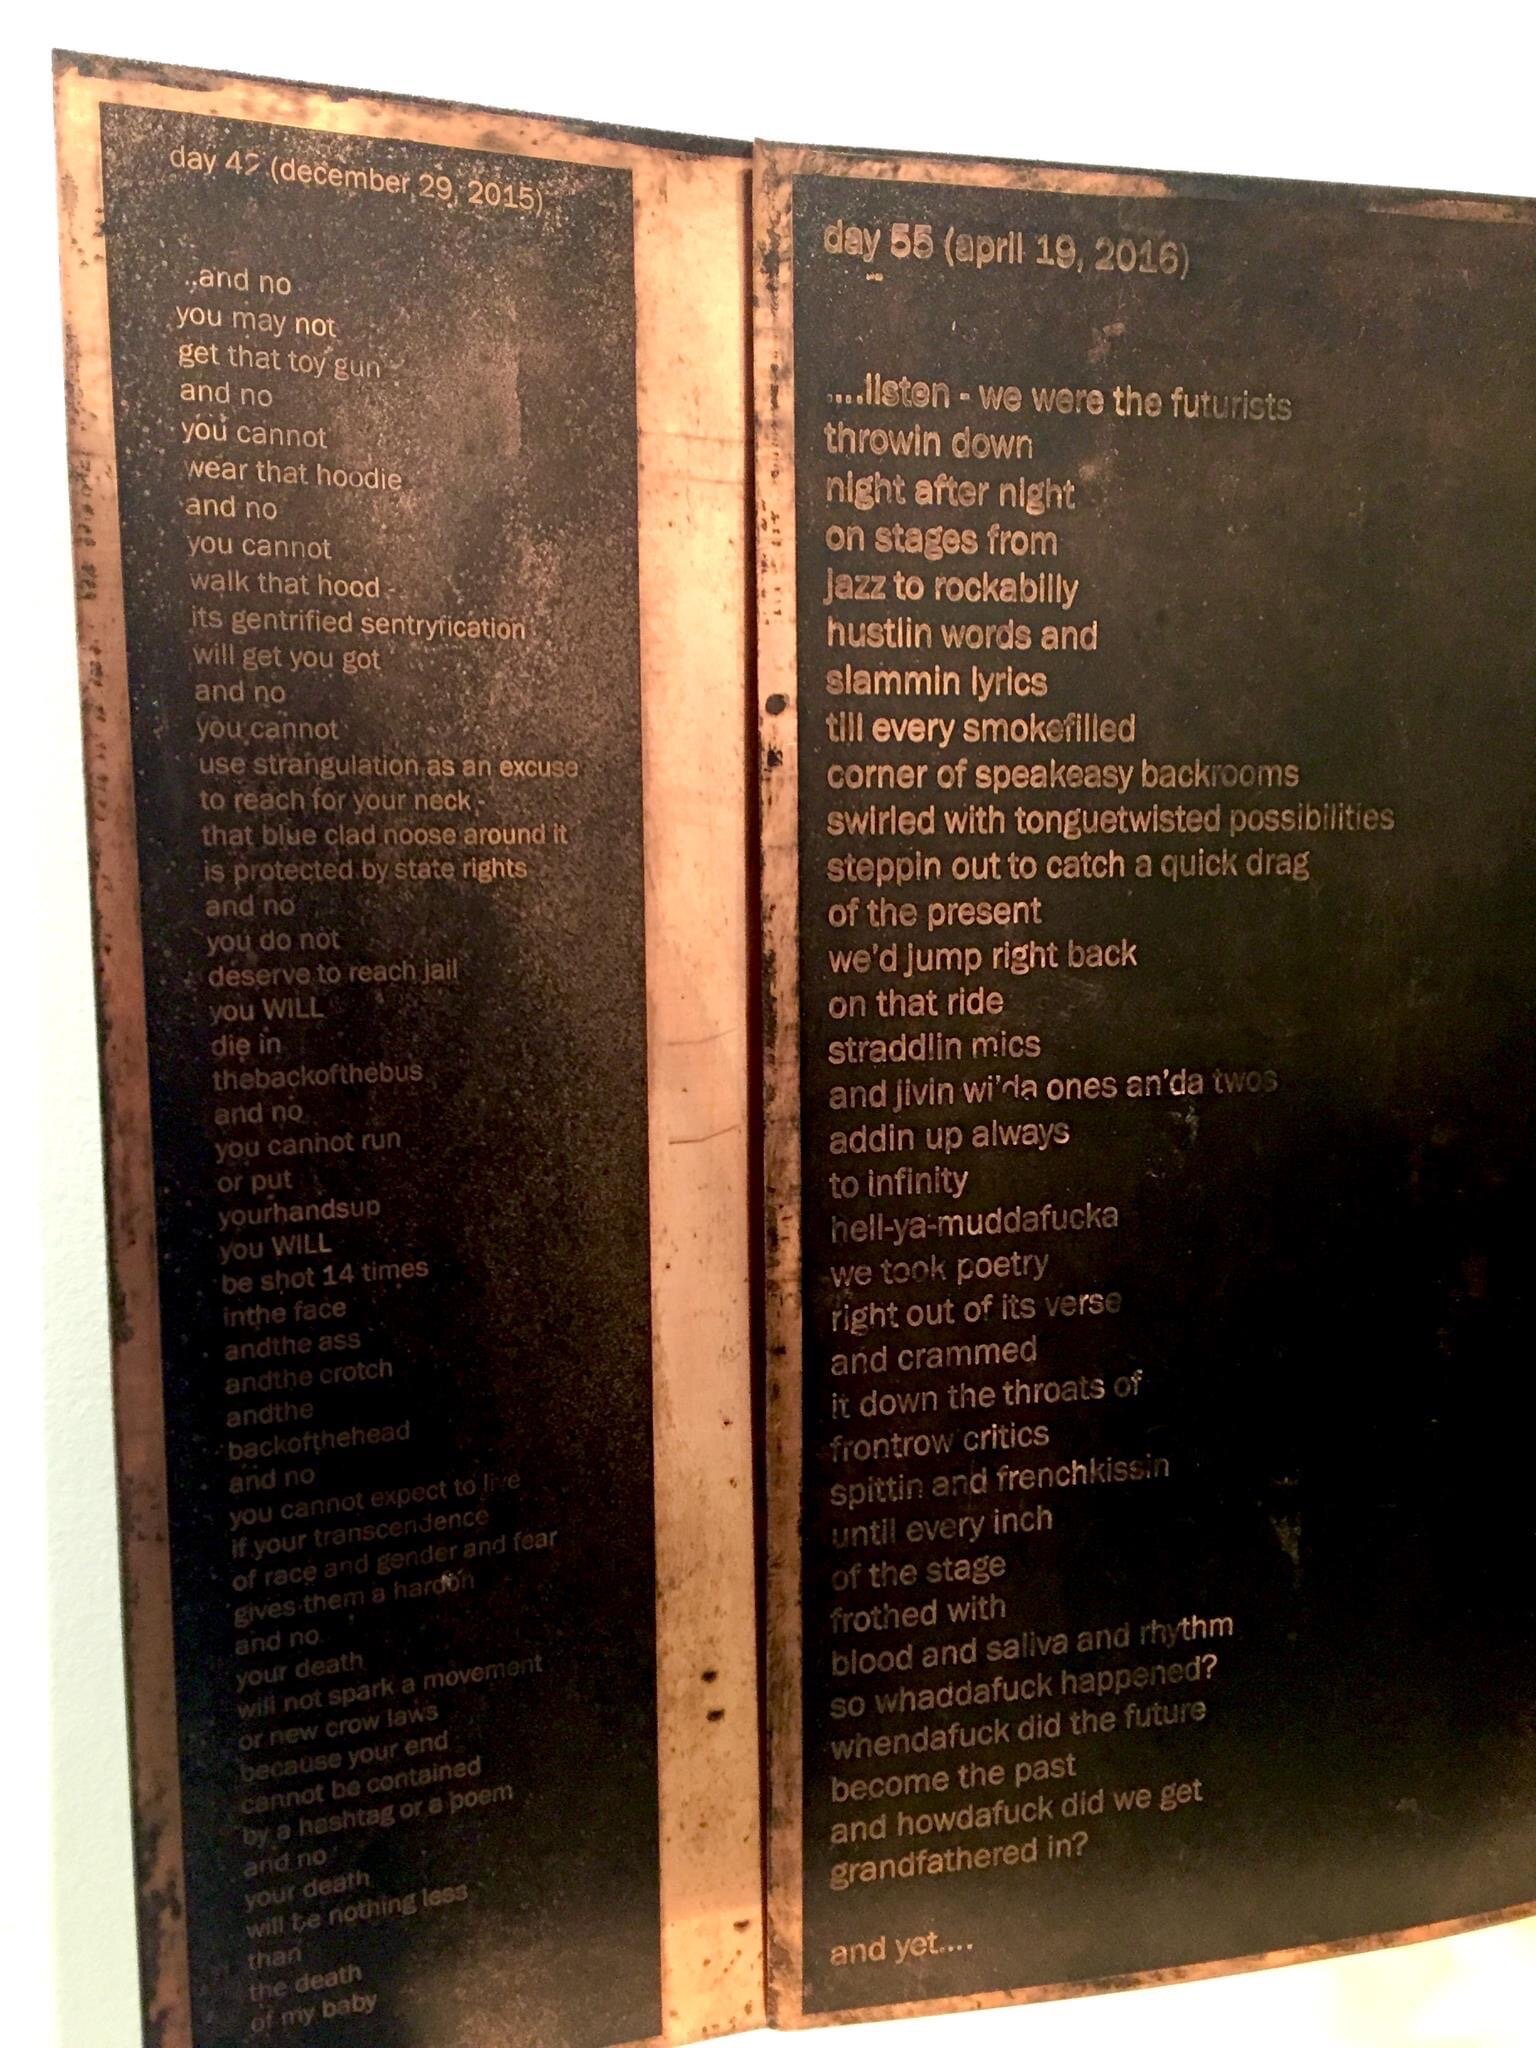 day 42 (december 29, 2015)
...and no
you may not
get that toy gun
and no
you cannot
wear that hoodie
and no
you cannot
walk that hood -
its gentrified sentryfication
will get you got
and no
you cannot
use strangulation as an excuse
to reach for your neck -
that blue clad noose around it
is protected by state rights
and no
you do not
deserve to reach jail
you WILL
die in
thebackofthebus
and no
you cannot run
or put
yourhandsup
you WILL
be shot 14 times
inthe face
andthe ass
andthe crotch
andthe
backofthehead
and no
you cannot expect to live
if your transcendence
of race and gender and fear
gives them a hardon
and no
your death
will not spark a movement
or new crow laws
because your end
cannot be contained
by a hashtag or a poem
and no
your death
will be nothing less
than
the death
of my baby
day 55 (april 19, 2016)
....listen - we were the futurists
throwin down
night after night
on stages from
jazz to rockabilly
hustlin words and
slammin lyrics
till every smokefilled
corner of speakeasy backrooms
swirled with tonguetwisted possibilities
steppin out to catch a quick drag
of the present
we'd jump right back
on that ride
straddlin mics
and jivin wi'da ones an'da twos
addin up always
to infinity
hell-ya-muddafucka
we took poetry
right out of its verse
and crammed
it down the throats of
frontrow critics
spittin and frenchkissin
until every inch
of the stage
frothed with
blood and saliva and rhythm
so whaddafuck happened?
whendafuck did the future
become the past
and howdafuck did we get
grandfathered in?
and yet....